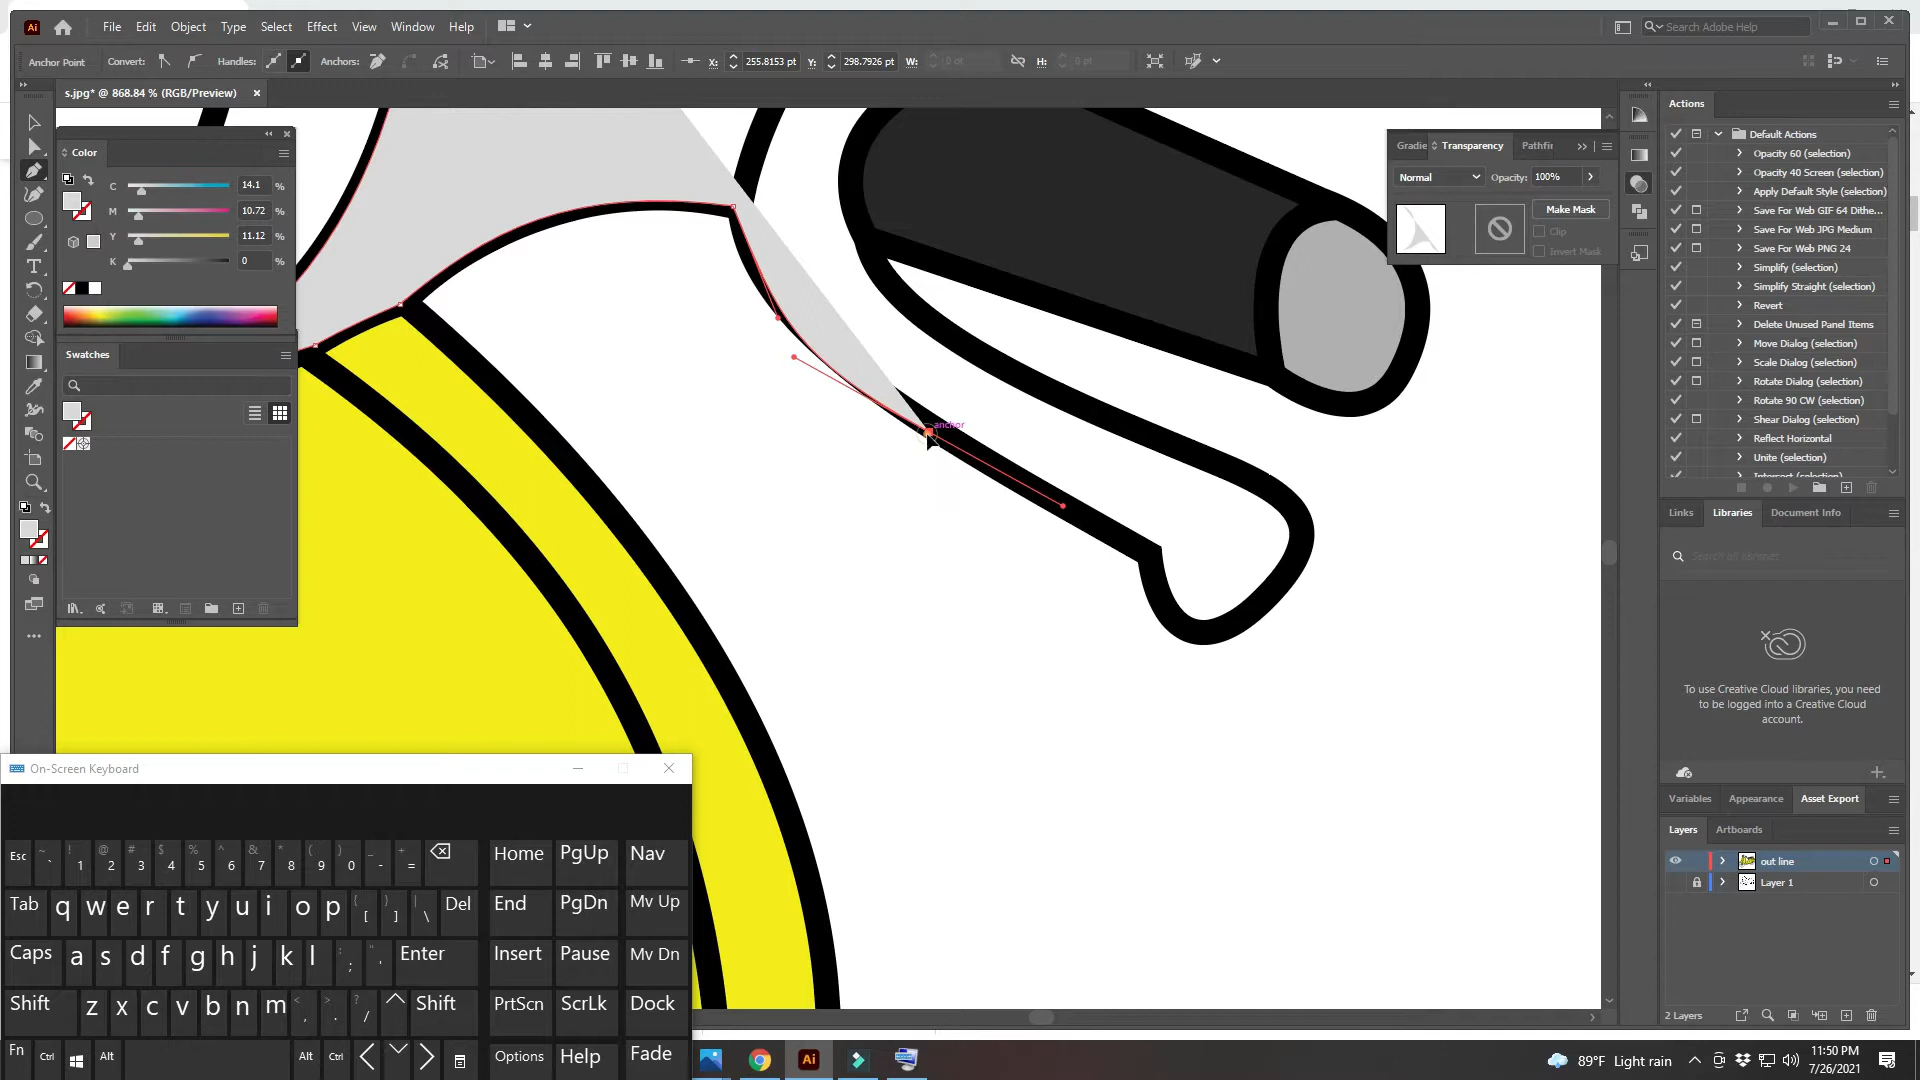 Ai File Edit Object Type Select Effect View Window Help Search Adobe Help
Anchor Point Convert: Handles: Anchors: X: 255.8153 pt Y: 298.7926 pt W: 0 pt H: 0 pt
s.jpg* @ 868.84 % (RGB/Preview)
Color
C 14.1 %
M 10.72 %
Y 11.12 %
K 0 %
Swatches
anchor
Gradie Transparency Pathfin
Normal Opacity: 100%
Make Mask
Clip
Invert Mask
Actions
Default Actions
Opacity 60 (selection)
Opacity 40 Screen (selection)
Apply Default Style (selection)
Save For Web GIF 64 Dithe...
Save For Web JPG Medium
Save For Web PNG 24
Simplify (selection)
Simplify Straight (selection)
Revert
Delete Unused Panel Items
Move Dialog (selection)
Scale Dialog (selection)
Rotate Dialog (selection)
Rotate 90 CW (selection)
Shear Dialog (selection)
Reflect Horizontal
Unite (selection)
Intersect (selection)
Links Libraries Document Info
To use Creative Cloud libraries, you need
to be logged into a Creative Cloud
account.
Variables Appearance Asset Export
Layers Artboards
out line
Layer 1
2 Layers
On-Screen Keyboard
Esc ~ ` ! 1 @ 2 # 3 $ 4 % 5 ^ 6 & 7 * 8 ( 9 ) 0 _ - + = Home PgUp Nav
Tab q w e r t y u i o p { [ } ] | \ Del End PgDn Mv Up
Caps a s d f g h j k l : ; " ' Enter Insert Pause Mv Dn
Shift z x c v b n m < , > . ? / Shift PrtScn ScrLk Dock
Fn Ctrl Alt Alt Ctrl Options Help Fade
Ai 89°F Light rain 11:50 PM
7/26/2021